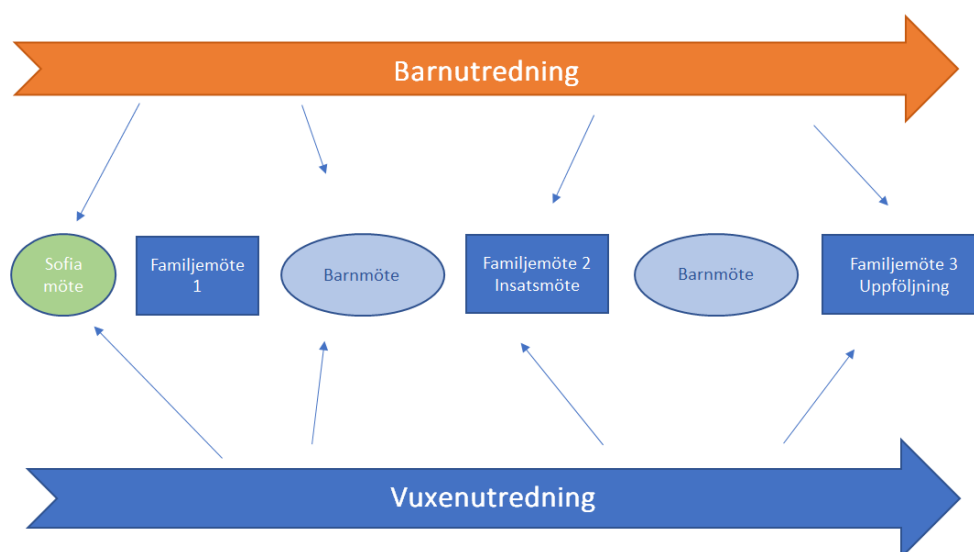 Barnutredning
Sofia
möte
Familjemöte
1
Barnmöte
Familjemöte 2
Insatsmöte
Barnmöte
Familjemöte 3
Uppföljning
Vuxenutredning